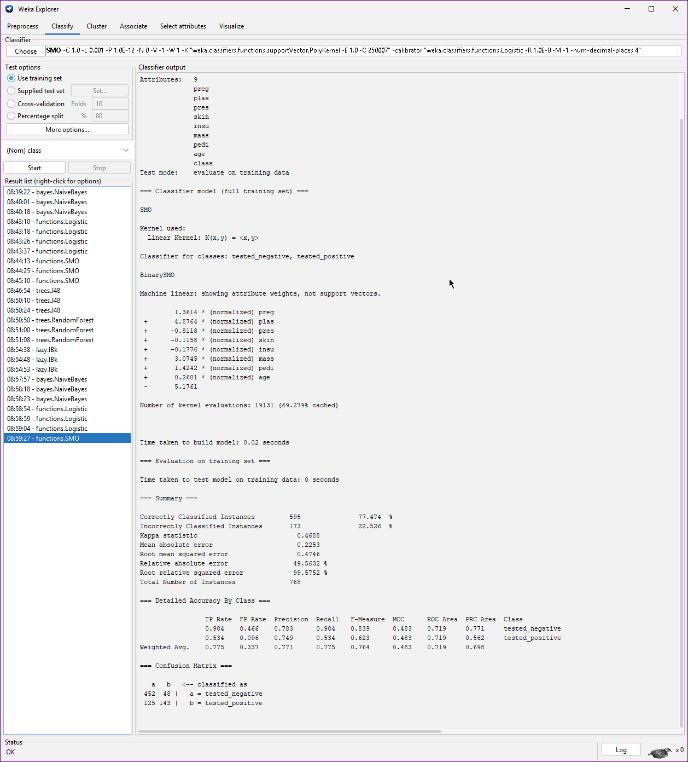 Weka Explorer
Preprocess Classify Cluster Associate Select attributes Visualize
Classifier
Choose SMO -C 1.0 -L 0.001 -P 1.0E-12 -N 0 -V -1 -W 1 -K "weka.classifiers.functions.supportVector.PolyKernel -E 1.0 -C 250007" -calibrator "weka.classifiers.functions.Logistic -R 1.0E-8 -M -1 -num-decimal-places 4"
Test options
Use training set
Supplied test set Set...
Cross-validation Folds 10
Percentage split % 80
More options...
(Nom) class
Start Stop
Result list (right-click for options)
08:39:22 - bayes.NaiveBayes
08:40:01 - bayes.NaiveBayes
08:40:18 - bayes.NaiveBayes
08:43:10 - functions.Logistic
08:43:18 - functions.Logistic
08:43:26 - functions.Logistic
08:43:37 - functions.Logistic
08:44:13 - functions.SMO
08:44:25 - functions.SMO
08:45:10 - functions.SMO
08:46:54 - trees.J48
08:50:10 - trees.J48
08:50:24 - trees.J48
08:50:50 - trees.RandomForest
08:51:00 - trees.RandomForest
08:51:08 - trees.RandomForest
08:54:38 - lazy.IBk
08:54:48 - lazy.IBk
08:54:53 - lazy.IBk
08:57:57 - bayes.NaiveBayes
08:58:18 - bayes.NaiveBayes
08:58:23 - bayes.NaiveBayes
08:58:54 - functions.Logistic
08:58:59 - functions.Logistic
08:59:04 - functions.Logistic
08:59:27 - functions.SMO
Classifier output
Attributes: 9
preg
plas
pres
skin
insu
mass
pedi
age
class
Test mode: evaluate on training data
=== Classifier model (full training set) ===
SMO
Kernel used:
Linear Kernel: K(x,y) = <x,y>
Classifier for classes: tested_negative, tested_positive
BinarySMO
Machine linear: showing attribute weights, not support vectors.
1.3614 * (normalized) preg
+ 4.8764 * (normalized) plas
+ -0.8118 * (normalized) pres
+ -0.1158 * (normalized) skin
+ -0.1776 * (normalized) insu
+ 3.0745 * (normalized) mass
+ 1.4242 * (normalized) pedi
+ 0.2601 * (normalized) age
- 5.1761
Number of kernel evaluations: 19131 (69.279% cached)
Time taken to build model: 0.02 seconds
=== Evaluation on training set ===
Time taken to test model on training data: 0 seconds
=== Summary ===
Correctly Classified Instances 595 77.474 %
Incorrectly Classified Instances 173 22.526 %
Kappa statistic 0.4688
Mean absolute error 0.2253
Root mean squared error 0.4746
Relative absolute error 49.5632 %
Root relative squared error 99.5752 %
Total Number of Instances 768
=== Detailed Accuracy By Class ===
TP Rate FP Rate Precision Recall F-Measure MCC ROC Area PRC Area Class
0.904 0.466 0.783 0.904 0.839 0.483 0.719 0.771 tested_negative
0.534 0.096 0.749 0.534 0.623 0.483 0.719 0.562 tested_positive
Weighted Avg. 0.775 0.337 0.771 0.775 0.764 0.483 0.719 0.698
=== Confusion Matrix ===
a b <-- classified as
452 48 | a = tested_negative
125 143 | b = tested_positive
Status
OK
Log
x 0